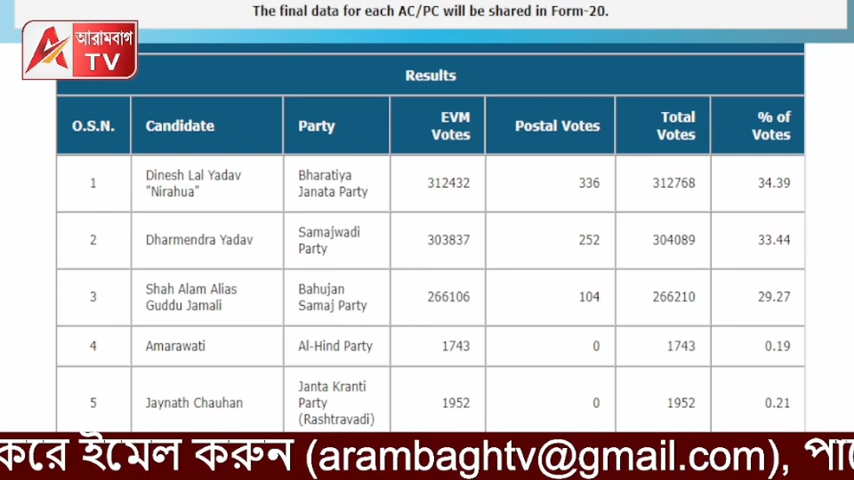 The final data for each AC/PC will be shared in Form-20.
আরামবাগ
TV
Results
O.S.N. Candidate Party EVM Votes Postal Votes Total Votes % of Votes
1 Dinesh Lal Yadav "Nirahua" Bharatiya Janata Party 312432 336 312768 34.39
2 Dharmendra Yadav Samajwadi Party 303837 252 304089 33.44
3 Shah Alam Alias Guddu Jamali Bahujan Samaj Party 266106 104 266210 29.27
4 Amarawati Al-Hind Party 1743 0 1743 0.19
5 Jaynath Chauhan Janta Kranti Party (Rashtravadi) 1952 0 1952 0.21
করে ইমেল করুন (arambaghtv@gmail.com),